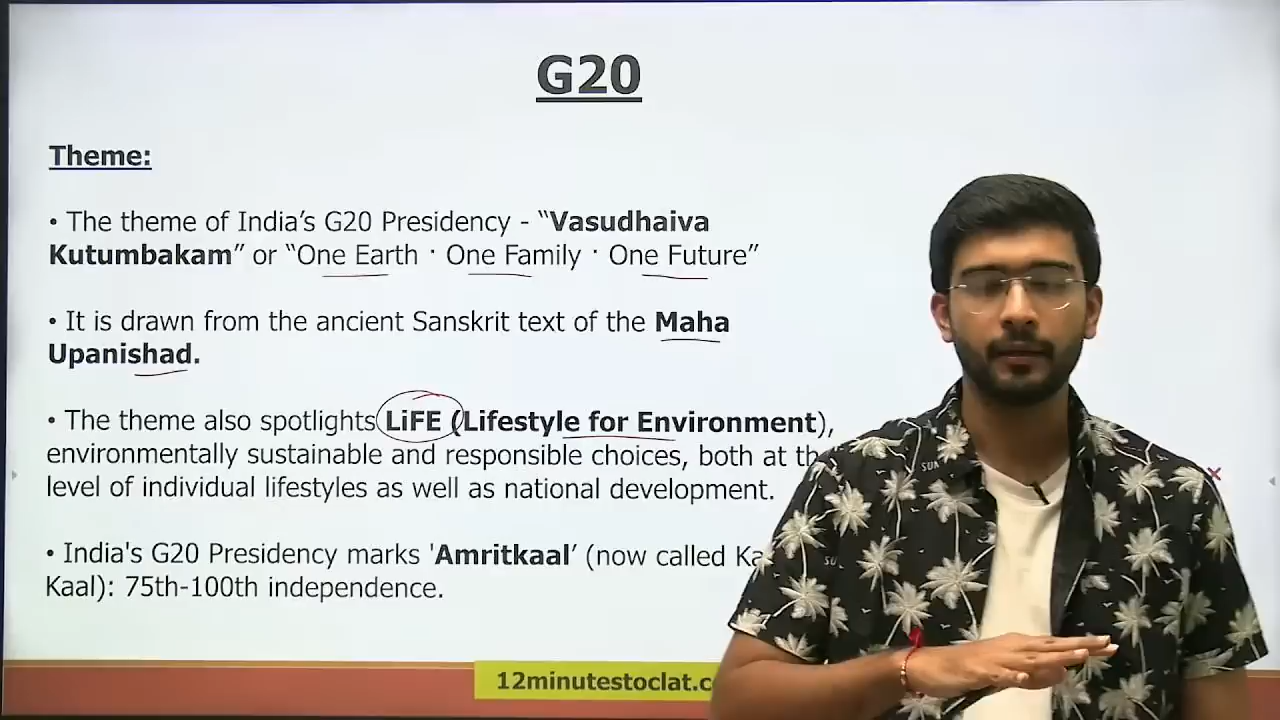 G20
Theme:
• The theme of India’s G20 Presidency - “Vasudhaiva
Kutumbakam” or “One Earth · One Family · One Future”
• It is drawn from the ancient Sanskrit text of the Maha
Upanishad.
• The theme also spotlights LiFE (Lifestyle for Environment),
environmentally sustainable and responsible choices, both at
level of individual lifestyles as well as national development.
• India's G20 Presidency marks 'Amritkaal’ (now called
Kaal): 75th-100th independence.
12minutestoclat.c
SUN